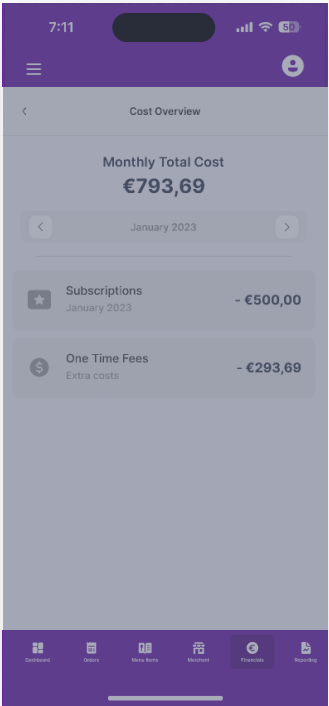 7:11
50
Cost Overview
Monthly Total Cost
€793,69
January 2023
Subscriptions
January 2023
- €500,00
One Time Fees
Extra costs
- €293,69
Dashboard
Orders
Menu Items
Merchant
Financials
Reporting